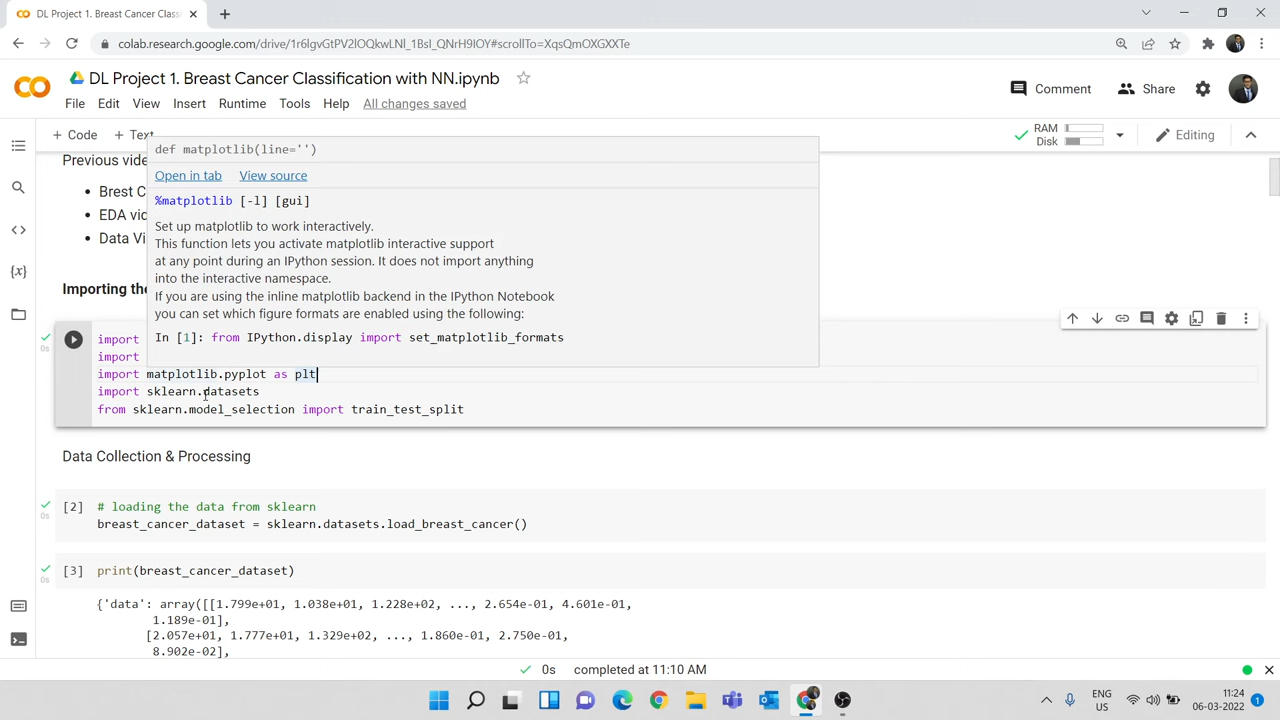 DL Project 1. Breast Cancer Class
colab.research.google.com/drive/1r6lgvGtPV2lOQkwLNl_1BsI_QNrH9IOY#scrollTo=XqsQmOXGXXTe
DL Project 1. Breast Cancer Classification with NN.ipynb
Comment
Share
File Edit View Insert Runtime Tools Help All changes saved
+ Code + Text
RAM
Disk
Editing
Previous vide
def matplotlib(line='')
Open in tab View source
• Brest C
%matplotlib [-l] [gui]
• EDA vid
Set up matplotlib to work interactively.
• Data Vi
This function lets you activate matplotlib interactive support
at any point during an IPython session. It does not import anything
into the interactive namespace.
Importing the
If you are using the inline matplotlib backend in the IPython Notebook
you can set which figure formats are enabled using the following:
In [1]: from IPython.display import set_matplotlib_formats
import
import
import matplotlib.pyplot as plt
import sklearn.datasets
from sklearn.model_selection import train_test_split
0s
Data Collection & Processing
[2] # loading the data from sklearn
breast_cancer_dataset = sklearn.datasets.load_breast_cancer()
0s
[3] print(breast_cancer_dataset)
0s
{'data': array([[1.799e+01, 1.038e+01, 1.228e+02, ..., 2.654e-01, 4.601e-01,
1.189e-01],
[2.057e+01, 1.777e+01, 1.329e+02, ..., 1.860e-01, 2.750e-01,
8.902e-02],
0s completed at 11:10 AM
ENG
US
11:24
06-03-2022
1